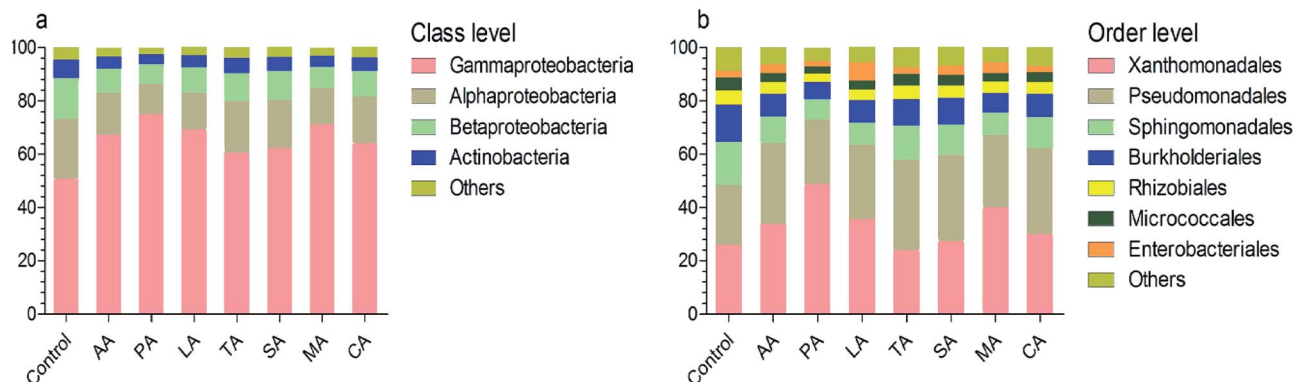 a
Class level
Gammaproteobacteria
Alphaproteobacteria
Betaproteobacteria
Actinobacteria
Others
100
80
60
40
20
0
Control
AA
PA
LA
TA
SA
MA
CA
b
Order level
Xanthomonadales
Pseudomonadales
Sphingomonadales
Burkholderiales
Rhizobiales
Micrococcales
Enterobacteriales
Others
100
80
60
40
20
0
Control
AA
PA
LA
TA
SA
MA
CA